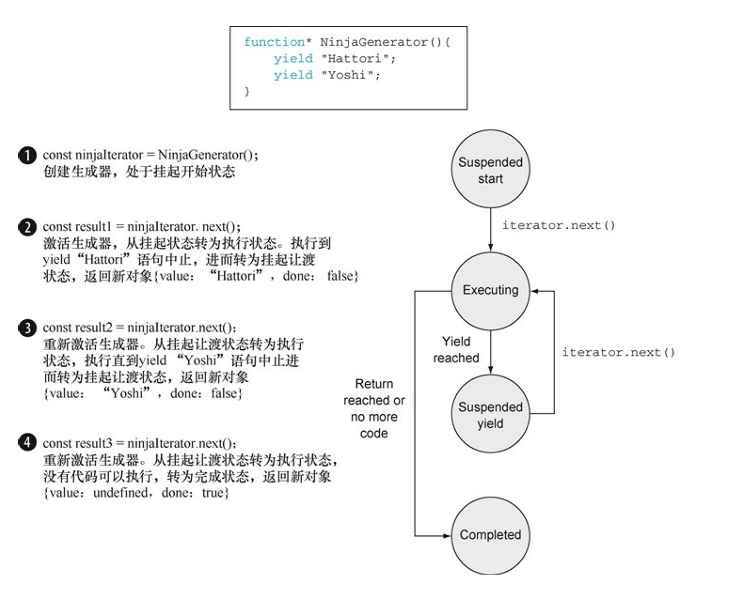 function* NinjaGenerator(){
yield "Hattori";
yield "Yoshi";
}
1 const ninjaIterator = NinjaGenerator();
创建生成器，处于挂起开始状态
2 const result1 = ninjaIterator. next();
激活生成器，从挂起状态转为执行状态。执行到
yield“Hattori”语句中止，进而转为挂起让渡
状态，返回新对象{value： “Hattori”，done： false}
3 const result2 = ninjaIterator.next();
重新激活生成器。从挂起让渡状态转为执行
状态，执行直到yield “Yoshi”语句中止进
而转为挂起让渡状态，返回新对象
{value： “Yoshi”，done：false}
4 const result3 = ninjaIterator.next();
重新激活生成器。从挂起让渡状态转为执行状态，
没有代码可以执行，转为完成状态，返回新对象
{value：undefined，done：true}
Suspended
start
iterator.next()
Executing
Yield
reached
iterator.next()
Suspended
yield
Return
reached or
no more
code
Completed